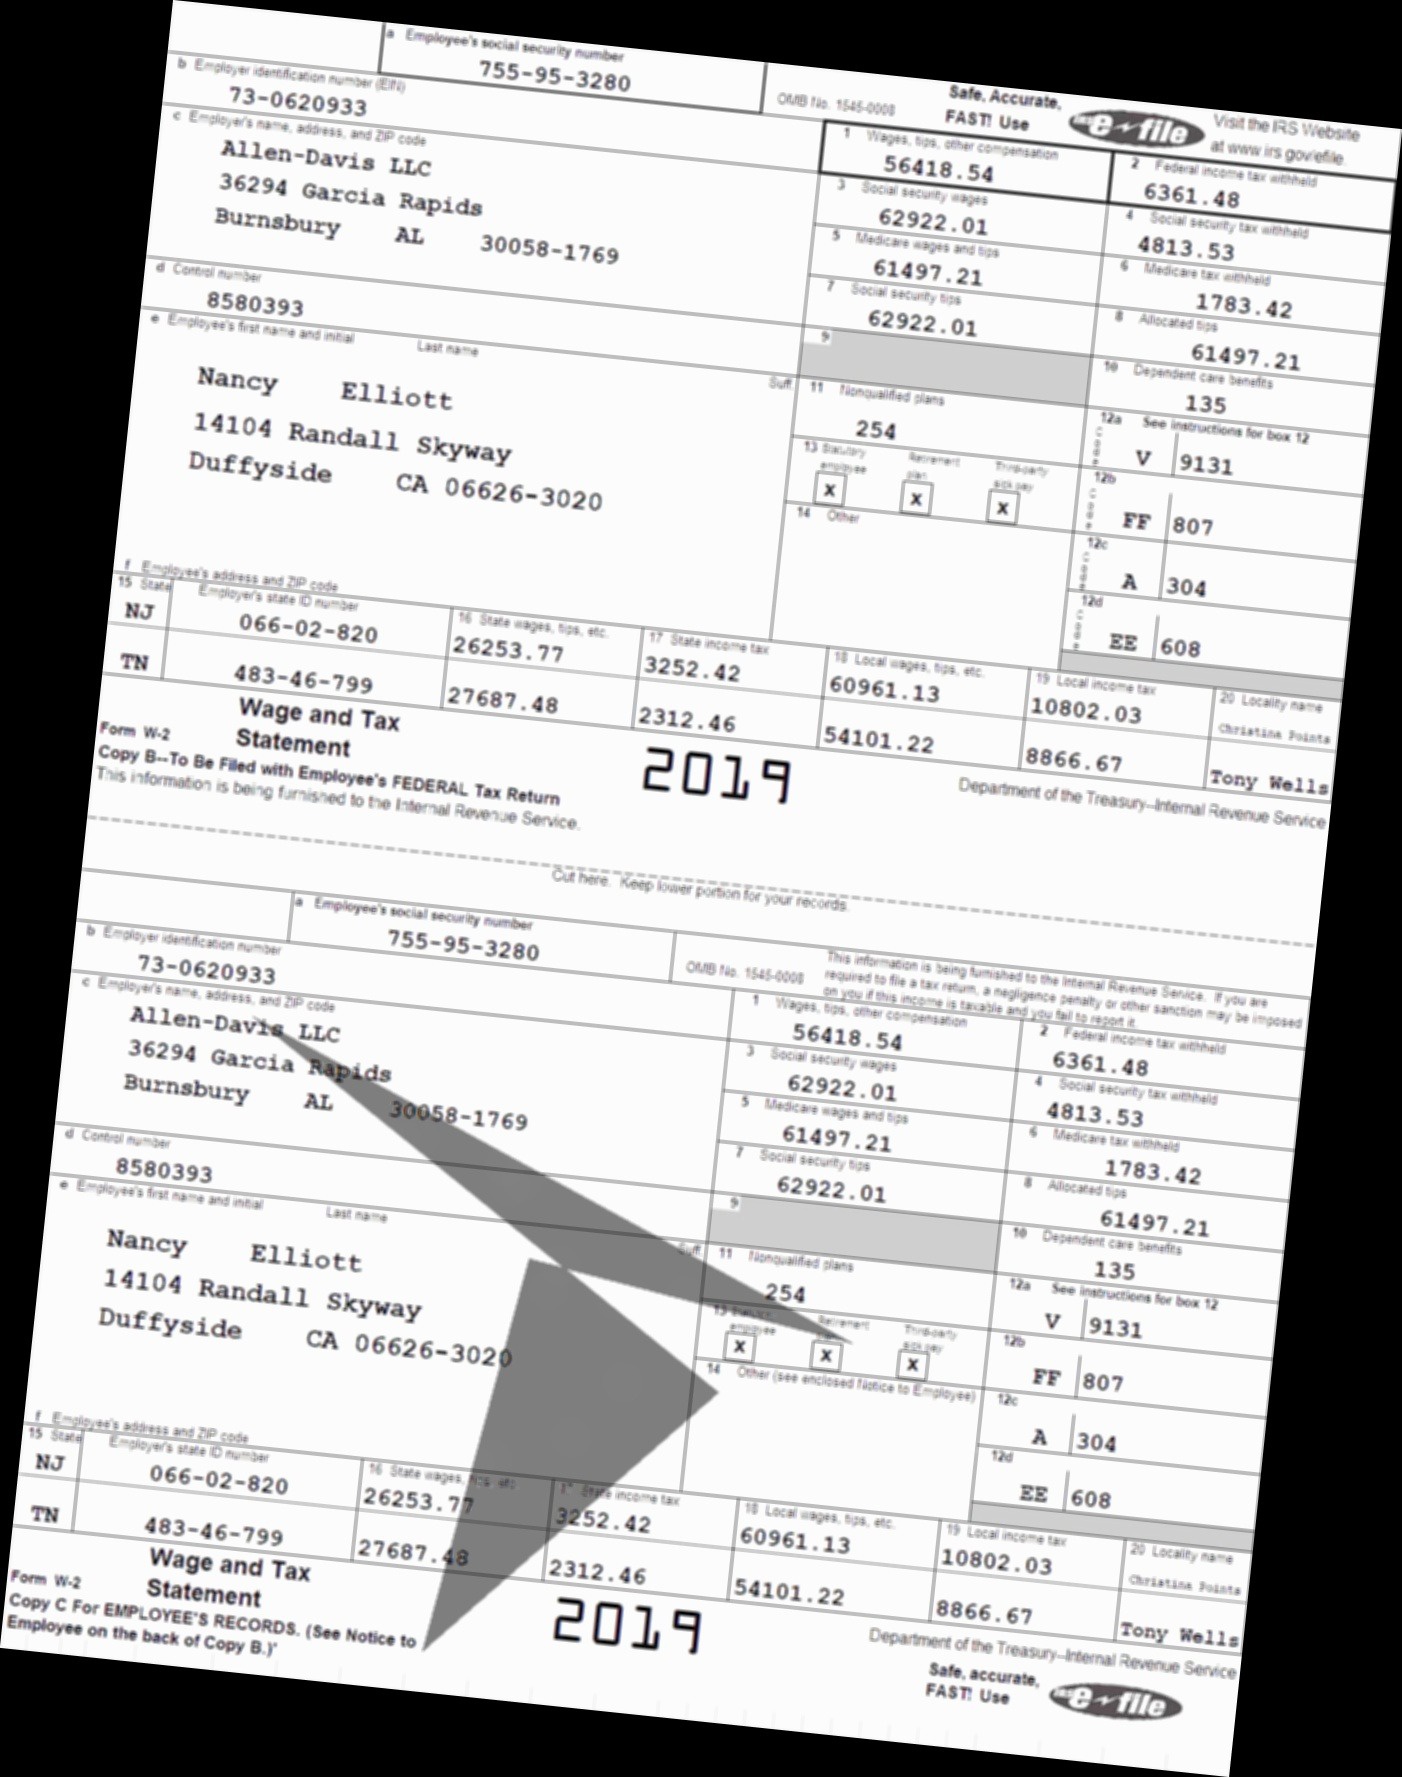 a Employee's social security number
755-95-3280
OMB No. 1545-0008
Safe, Accurate,
FAST! Use
e file
Visit the IRS Website
at www.irs.gov/efile.
b Employer identification number (EIN)
73-0620933
c Employer's name, address, and ZIP code
Allen-Davis LLC
36294 Garcia Rapids
Burnsbury AL 30058-1769
1 Wages, tips, other compensation
56418.54
2 Federal income tax withheld
6361.48
3 Social security wages
62922.01
4 Social security tax withheld
4813.53
5 Medicare wages and tips
61497.21
6 Medicare tax withheld
1783.42
d Control number
8580393
7 Social security tips
62922.01
8 Allocated tips
61497.21
e Employee's first name and initial Last name Suff.
Nancy Elliott
14104 Randall Skyway
Duffyside CA 06626-3020
9
10 Dependent care benefits
135
11 Nonqualified plans
254
12a See instructions for box 12
Code V 9131
13 Statutory employee Retirement plan Third-party sick pay
X X X
12b
Code FF 807
14 Other
12c
Code A 304
12d
Code EE 608
f Employee's address and ZIP code
15 State Employer's state ID number
NJ 066-02-820
TN 483-46-799
16 State wages, tips, etc.
26253.77
27687.48
17 State income tax
3252.42
2312.46
18 Local wages, tips, etc.
60961.13
54101.22
19 Local income tax
10802.03
8866.67
20 Locality name
Christina Points
Tony Wells
Form W-2
Wage and Tax
Statement
2019
Department of the Treasury--Internal Revenue Service
Copy B--To Be Filed with Employee's FEDERAL Tax Return
This information is being furnished to the Internal Revenue Service.
Cut here. Keep lower portion for your records.
a Employee's social security number
755-95-3280
OMB No. 1545-0008
This information is being furnished to the Internal Revenue Service. If you are
required to file a tax return, a negligence penalty or other sanction may be imposed
on you if this income is taxable and you fail to report it.
b Employer identification number
73-0620933
c Employer's name, address, and ZIP code
Allen-Davis LLC
36294 Garcia Rapids
Burnsbury AL 30058-1769
1 Wages, tips, other compensation
56418.54
2 Federal income tax withheld
6361.48
3 Social security wages
62922.01
4 Social security tax withheld
4813.53
5 Medicare wages and tips
61497.21
6 Medicare tax withheld
1783.42
d Control number
8580393
7 Social security tips
62922.01
8 Allocated tips
61497.21
e Employee's first name and initial Last name Suff.
Nancy Elliott
14104 Randall Skyway
Duffyside CA 06626-3020
9
10 Dependent care benefits
135
11 Nonqualified plans
254
12a See instructions for box 12
V 9131
13 Statutory employee Retirement plan Third-party sick pay
X X X
12b
FF 807
14 Other (see enclosed Notice to Employee)
12c
A 304
12d
EE 608
f Employee's address and ZIP code
15 State Employer's state ID number
NJ 066-02-820
TN 483-46-799
16 State wages, tips, etc.
26253.77
27687.48
17 State income tax
3252.42
2312.46
18 Local wages, tips, etc.
60961.13
54101.22
19 Local income tax
10802.03
8866.67
20 Locality name
Christina Points
Tony Wells
Form W-2
Wage and Tax
Statement
2019
Department of the Treasury--Internal Revenue Service
Copy C For EMPLOYEE'S RECORDS. (See Notice to
Employee on the back of Copy B.)'
Safe, accurate,
FAST! Use
e file